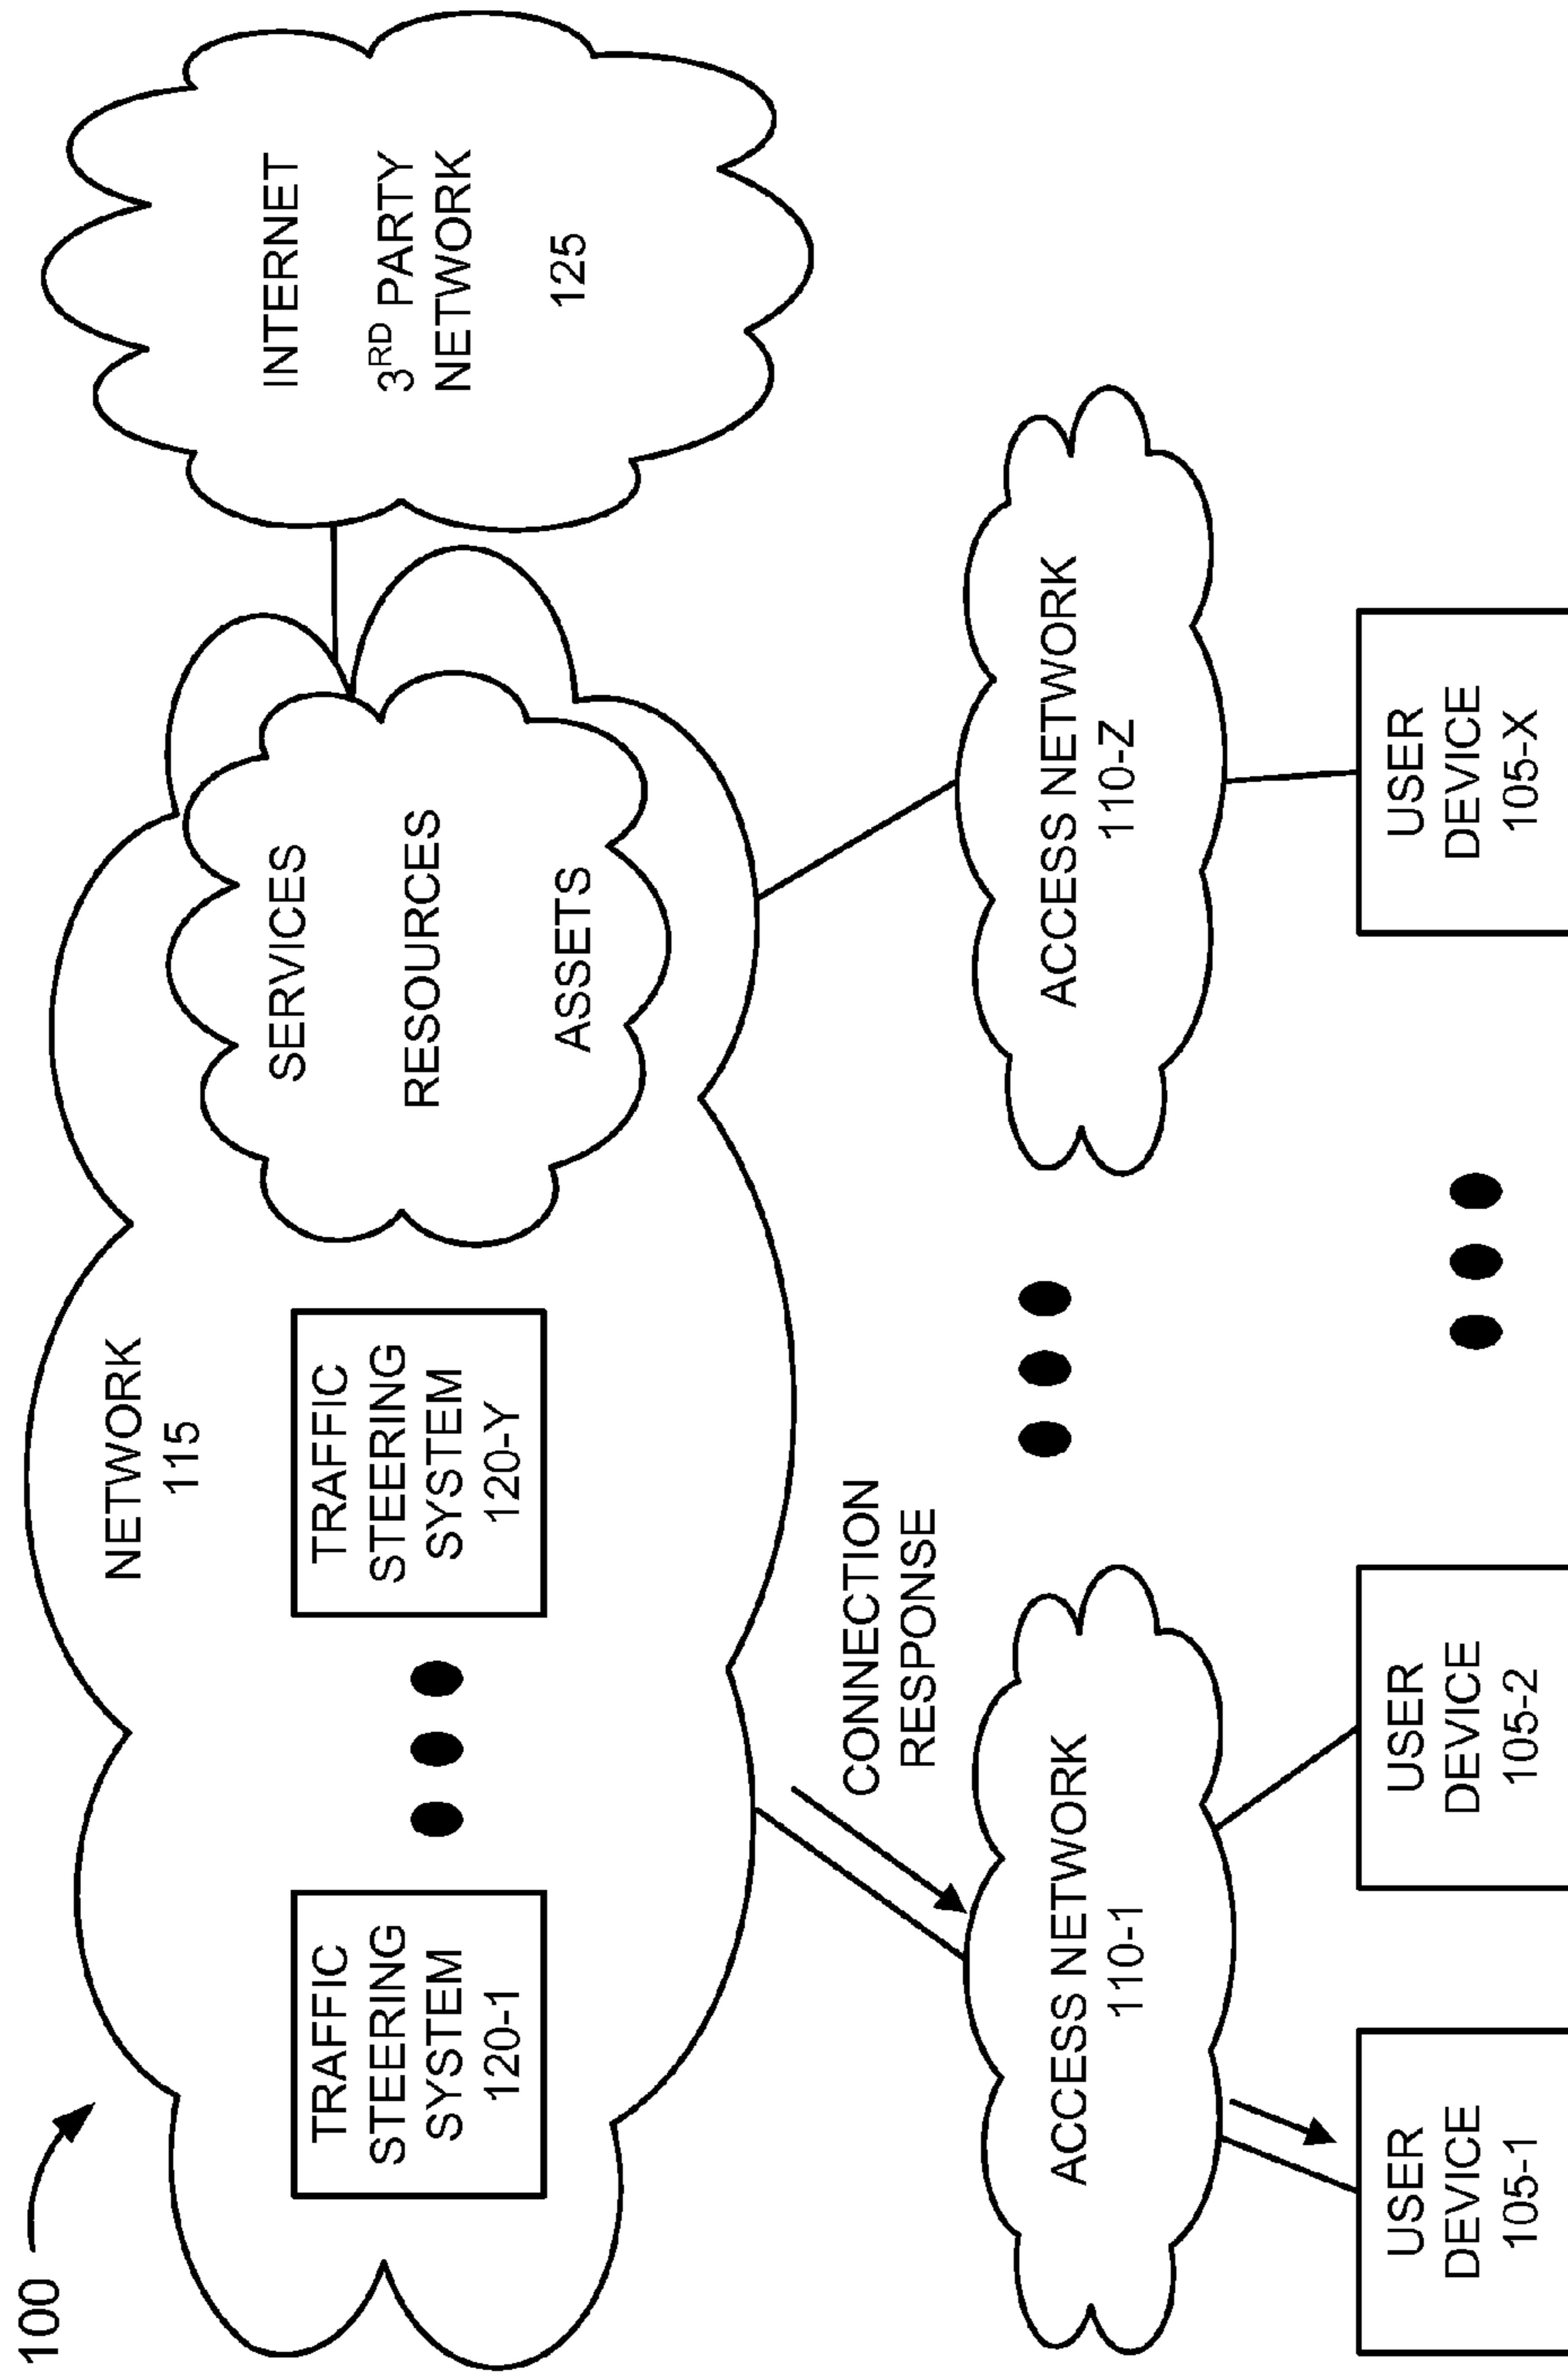 100
NETWORK
115
TRAFFIC
STEERING
SYSTEM
120-1
TRAFFIC
STEERING
SYSTEM
120-Y
SERVICES
RESOURCES
ASSETS
INTERNET
3RD PARTY
NETWORK
125
CONNECTION
RESPONSE
ACCESS NETWORK
110-1
ACCESS NETWORK
110-Z
USER
DEVICE
105-1
USER
DEVICE
105-2
USER
DEVICE
105-X